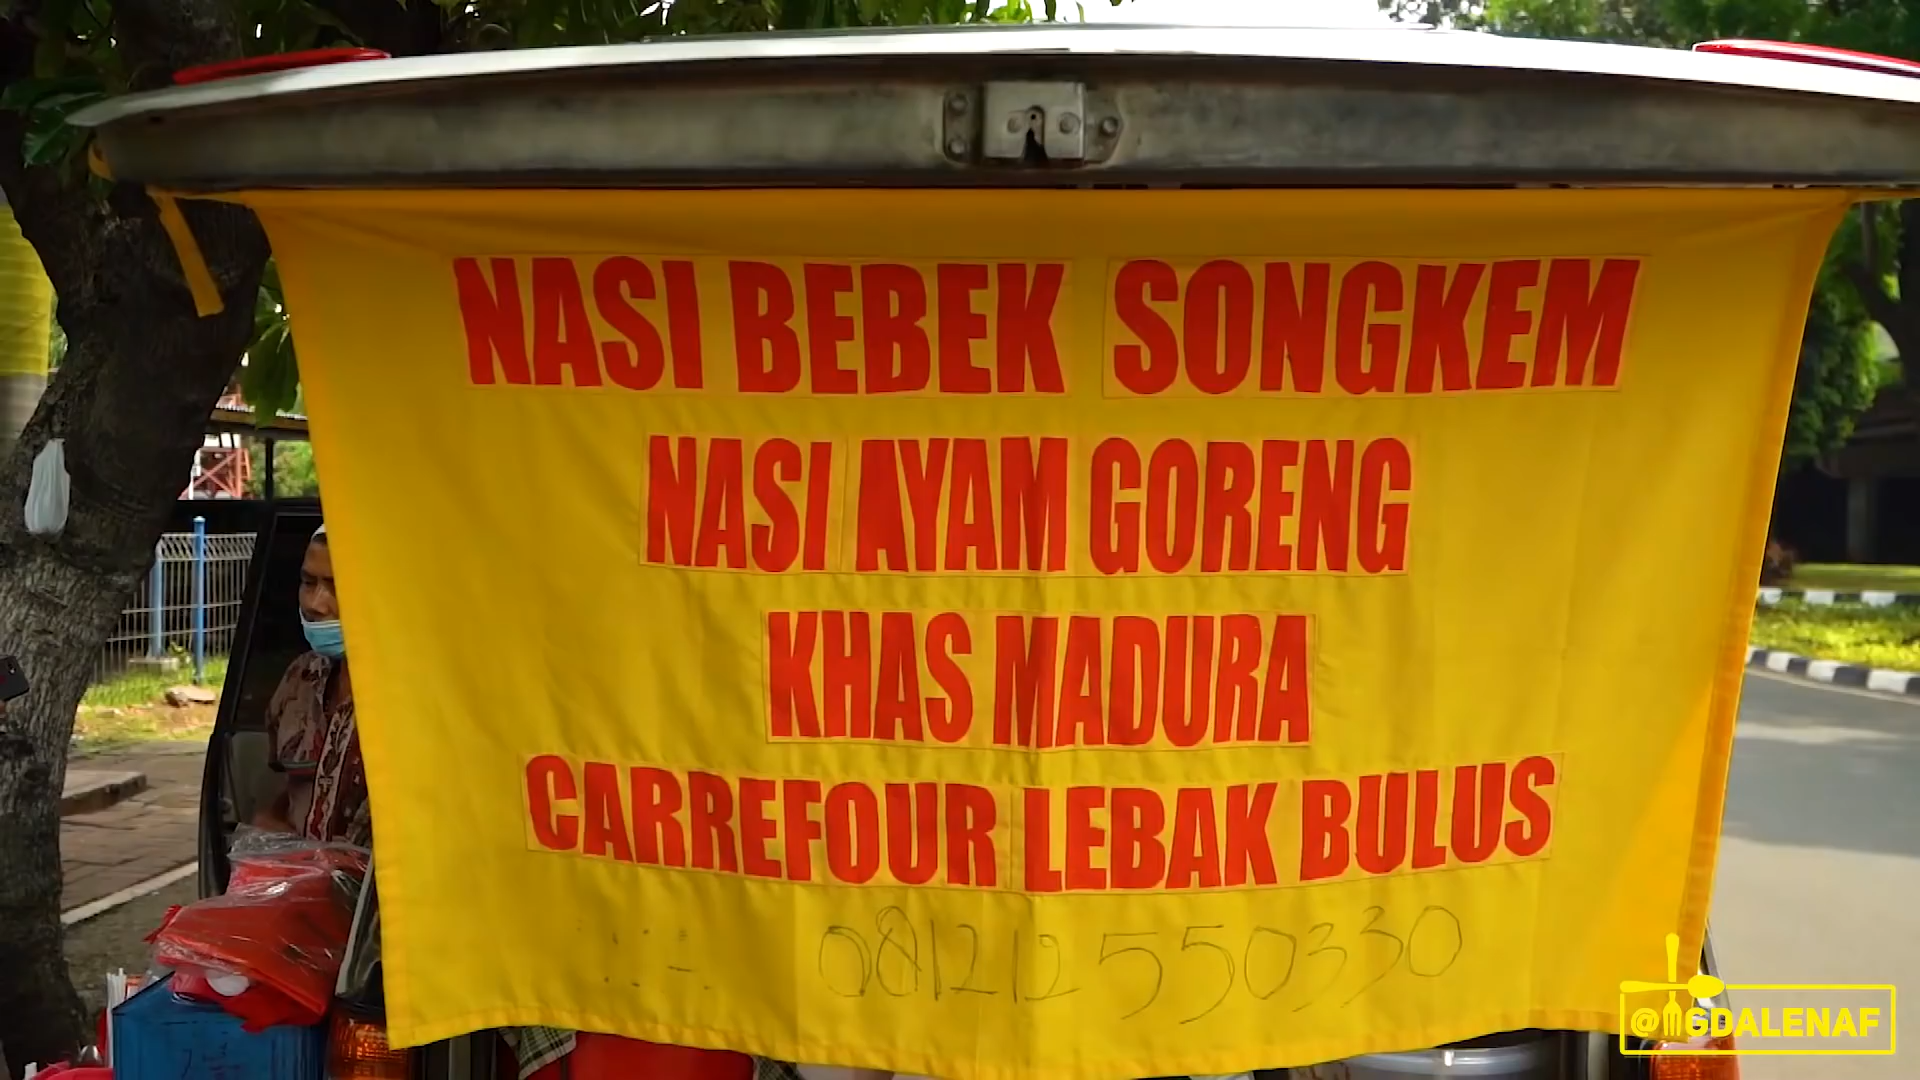 NASI BEBEK SONGKEM
NASI AYAM GORENG
KHAS MADURA
CARREFOUR LEBAK BULUS
081212550330
@MGDALENAF